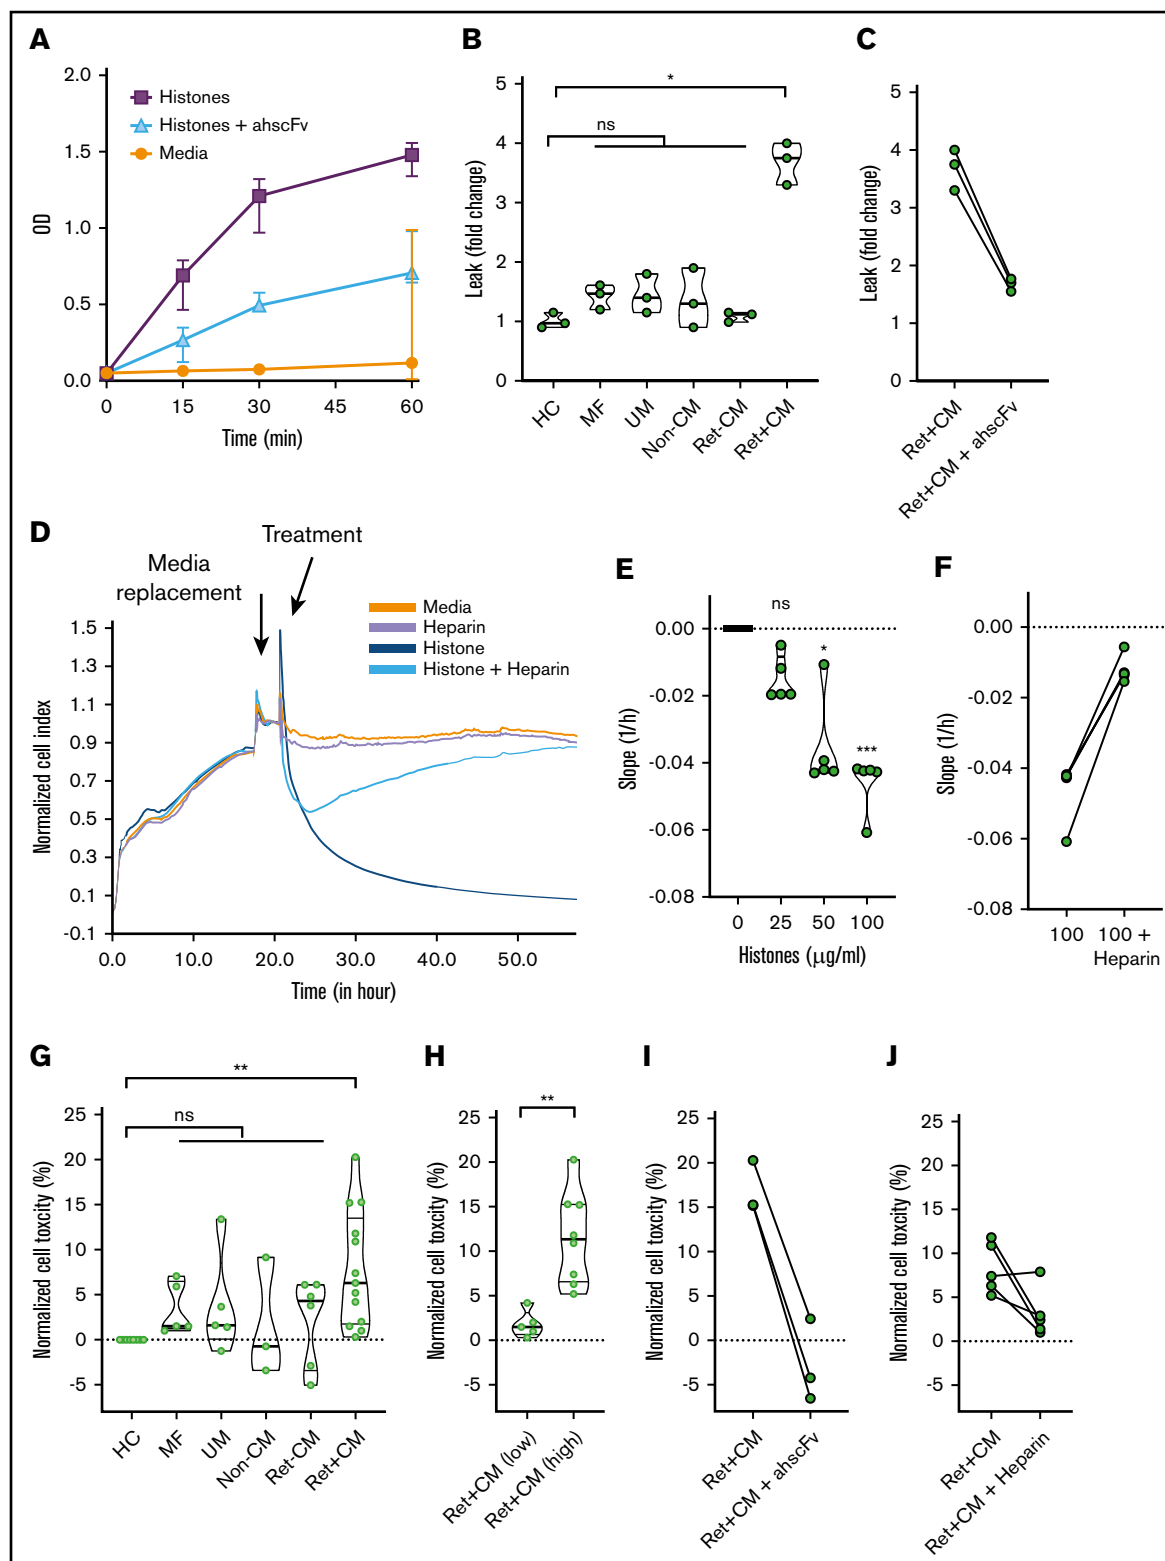 A
2.0
1.5
1.0
0.5
0.0
OD
Histones
Histones + ahscFv
Media
0
15
30
45
60
Time (min)
B
5
4
3
2
1
0
Leak (fold change)
*
ns
HC
MF
UM
Non-CM
Ret-CM
Ret+CM
C
5
4
3
2
1
0
Leak (fold change)
Ret+CM
Ret+CM + ahscFv
D
Treatment
Media
replacement
Media
Heparin
Histone
Histone + Heparin
1.5
1.3
1.1
0.9
0.7
0.5
0.3
0.1
-0.1
Normalized cell index
0.0
10.0
20.0
30.0
40.0
50.0
Time (in hour)
E
ns
*
***
0.00
-0.02
-0.04
-0.06
-0.08
Slope (1/h)
0
25
50
100
Histones (μg/ml)
F
0.00
-0.02
-0.04
-0.06
-0.08
Slope (1/h)
100
100 +
Heparin
G
**
ns
25
20
15
10
5
0
-5
Normalized cell toxcity (%)
HC
MF
UM
Non-CM
Ret-CM
Ret+CM
H
**
25
20
15
10
5
0
-5
Normalized cell toxcity (%)
Ret+CM (low)
Ret+CM (high)
I
25
20
15
10
5
0
-5
Normalized cell toxcity (%)
Ret+CM
Ret+CM + ahscFv
J
25
20
15
10
5
0
-5
Normalized cell toxcity (%)
Ret+CM
Ret+CM + Heparin